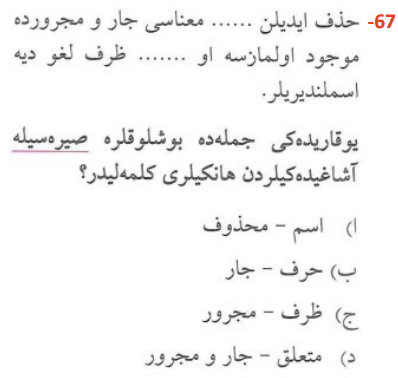 67- حذف ایدیلن ...... معناسی جار و مجرورده
موجود اولمازسه او ....... ظرف لغو دیه
اسملندیریلر.
یوقاریده‌کی جمله‌ده بوشلوقلره صیره‌سیله
آشاغیده‌کیلردن هانکیلری کلمه‌لیدر؟
ا) اسم - محذوف
ب) حرف - جار
ج) ظرف - مجرور
د) متعلق - جار و مجرور